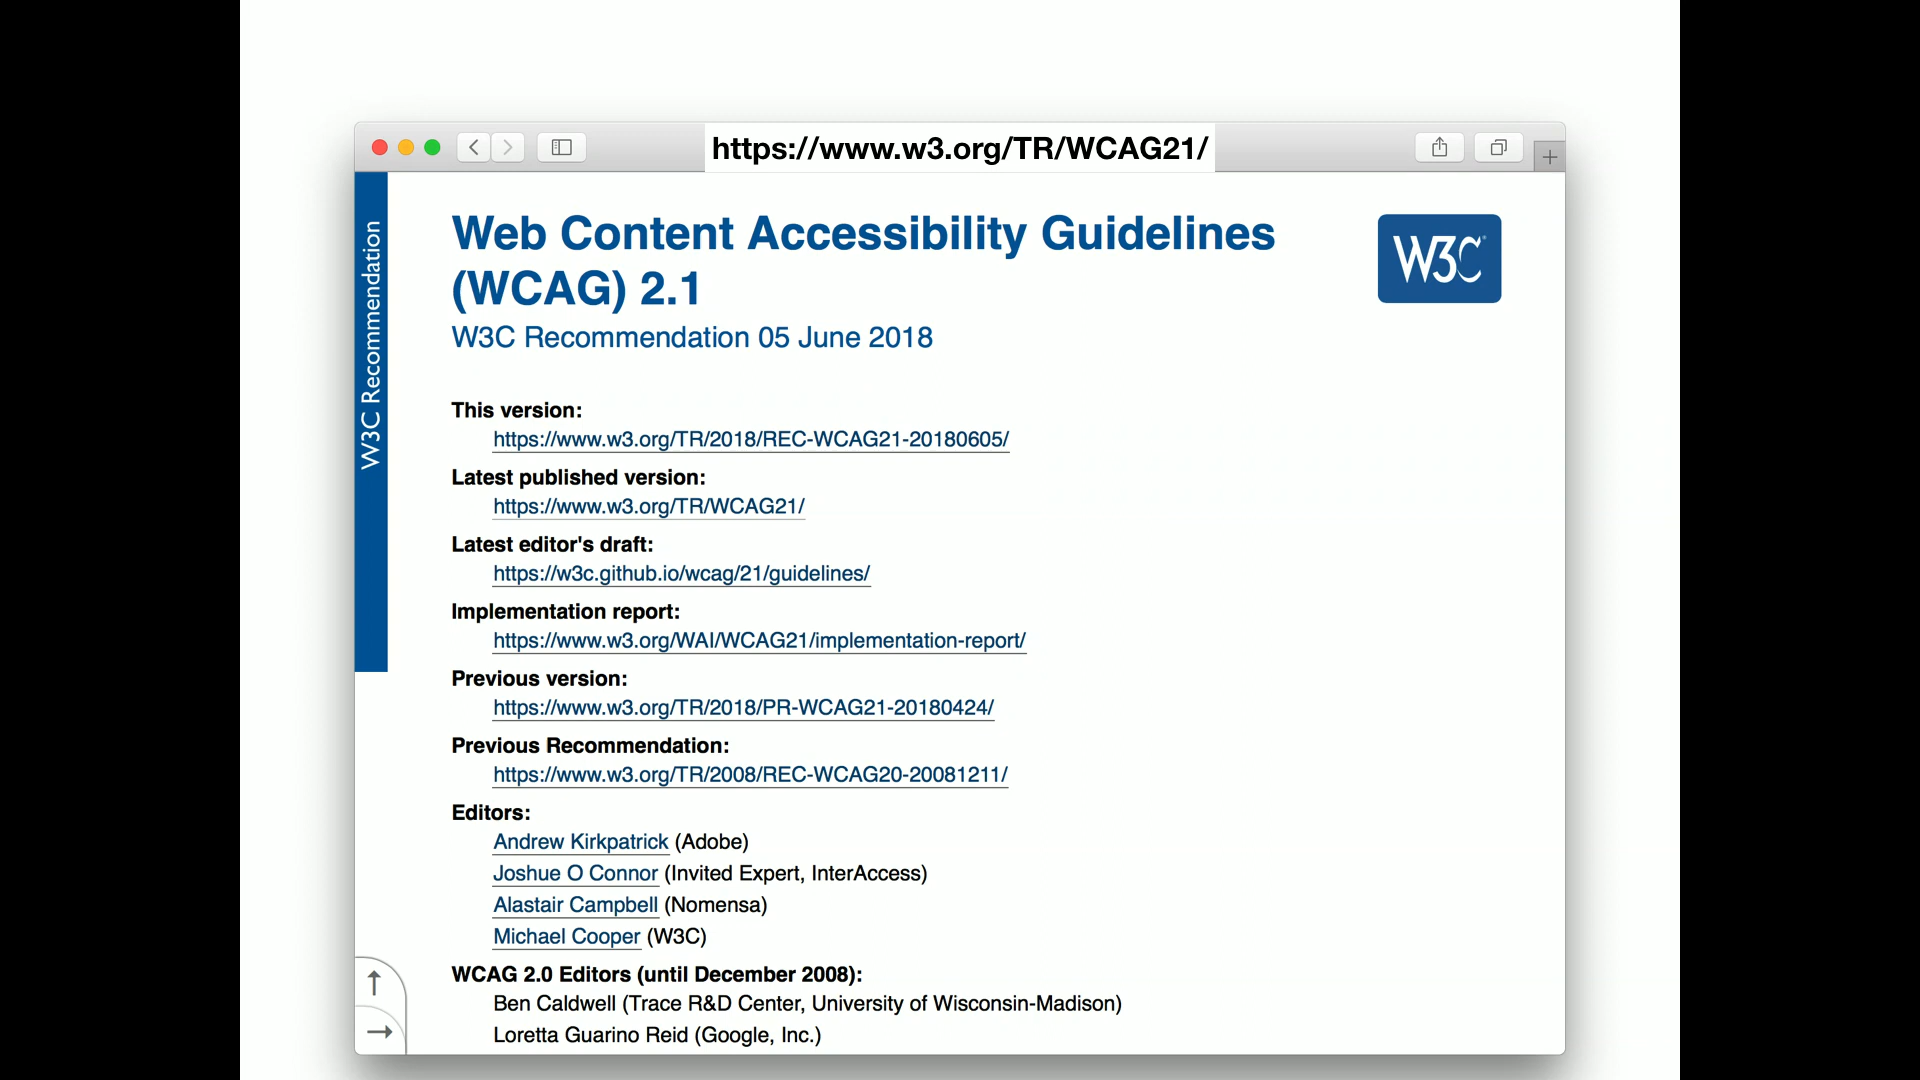 https://www.w3.org/TR/WCAG21/
W3C Recommendation
Web Content Accessibility Guidelines
(WCAG) 2.1
W3C
W3C Recommendation 05 June 2018
This version:
https://www.w3.org/TR/2018/REC-WCAG21-20180605/
Latest published version:
https://www.w3.org/TR/WCAG21/
Latest editor's draft:
https://w3c.github.io/wcag/21/guidelines/
Implementation report:
https://www.w3.org/WAI/WCAG21/implementation-report/
Previous version:
https://www.w3.org/TR/2018/PR-WCAG21-20180424/
Previous Recommendation:
https://www.w3.org/TR/2008/REC-WCAG20-20081211/
Editors:
Andrew Kirkpatrick (Adobe)
Joshue O Connor (Invited Expert, InterAccess)
Alastair Campbell (Nomensa)
Michael Cooper (W3C)
WCAG 2.0 Editors (until December 2008):
Ben Caldwell (Trace R&D Center, University of Wisconsin-Madison)
Loretta Guarino Reid (Google, Inc.)